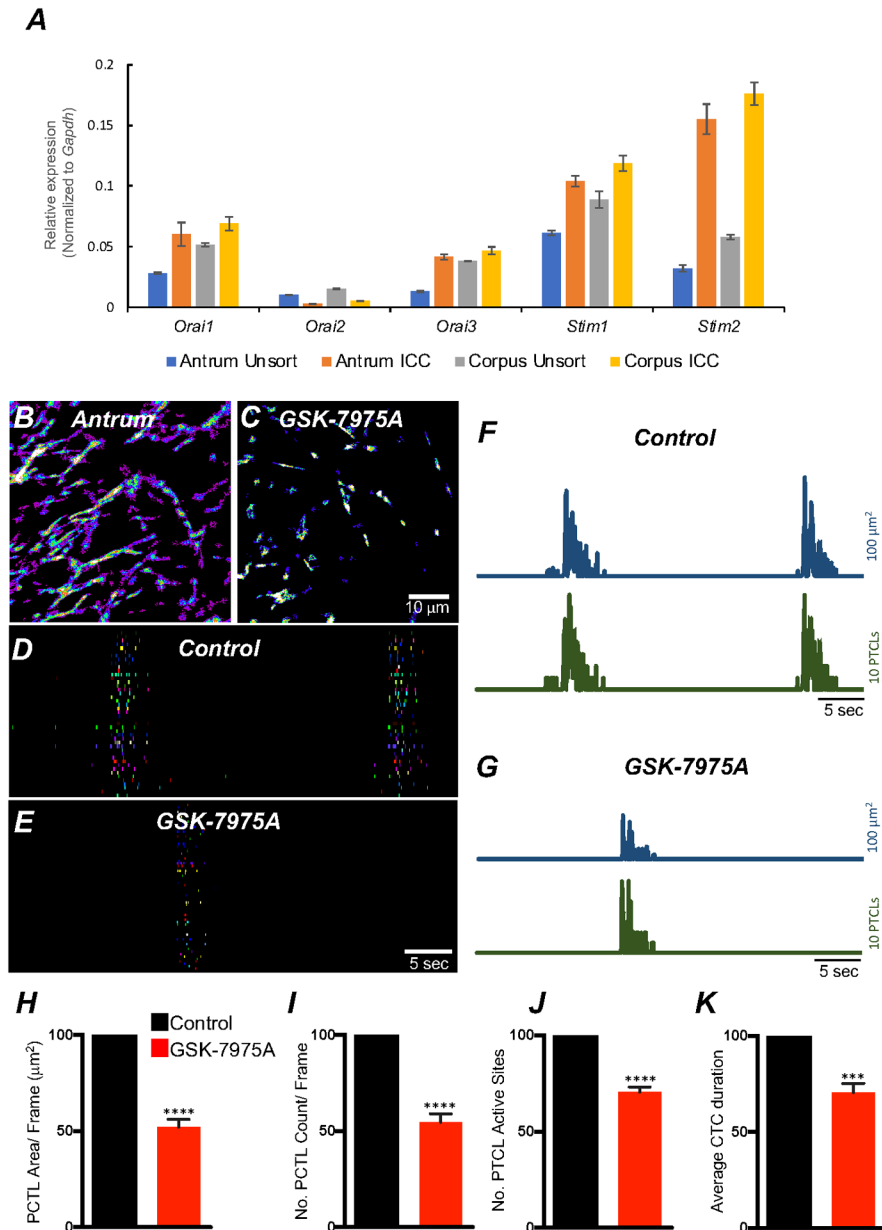 A
Relative expression
(Normalized to Gapdh)
0.2
0.15
0.1
0.05
0
Orai1 Orai2 Orai3 Stim1 Stim2
Antrum Unsort Antrum ICC Corpus Unsort Corpus ICC
B Antrum
C GSK-7975A
10 µm
D Control
E GSK-7975A
5 sec
F
Control
100 µm²
10 PTCLs
5 sec
G
GSK-7975A
100 µm²
10 PTCLs
5 sec
H
PCTL Area/ Frame (µm²)
100
50
0
****
Control
GSK-7975A
I
No. PCTL Count/ Frame
100
50
0
****
J
No. PTCL Active Sites
100
50
0
****
K
Average CTC duration
100
50
0
***